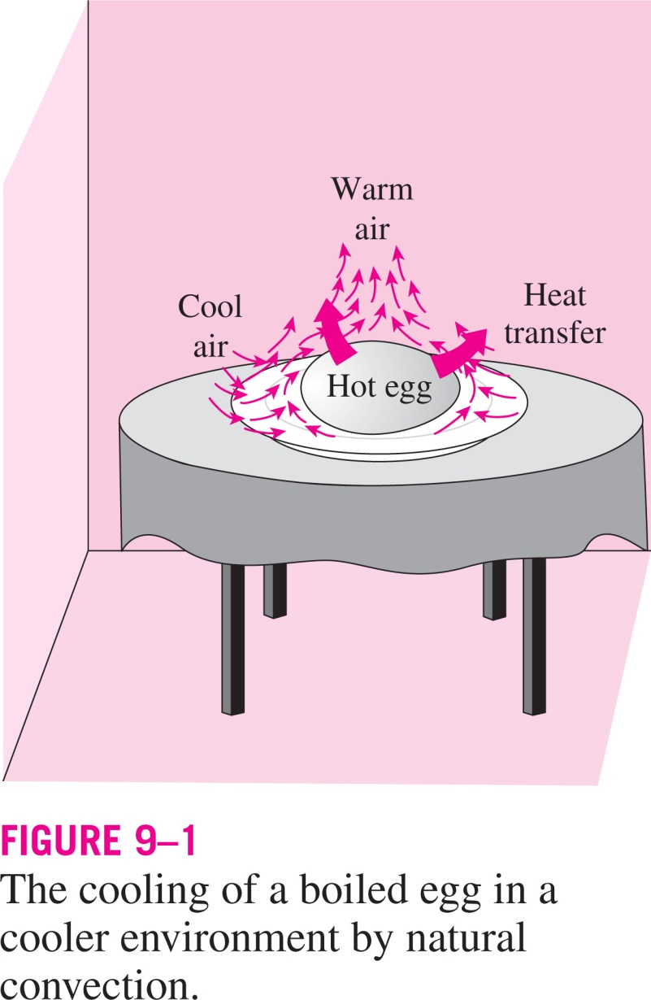 Warm
air
Cool
air
Heat
transfer
Hot egg
FIGURE 9–1
The cooling of a boiled egg in a
cooler environment by natural
convection.